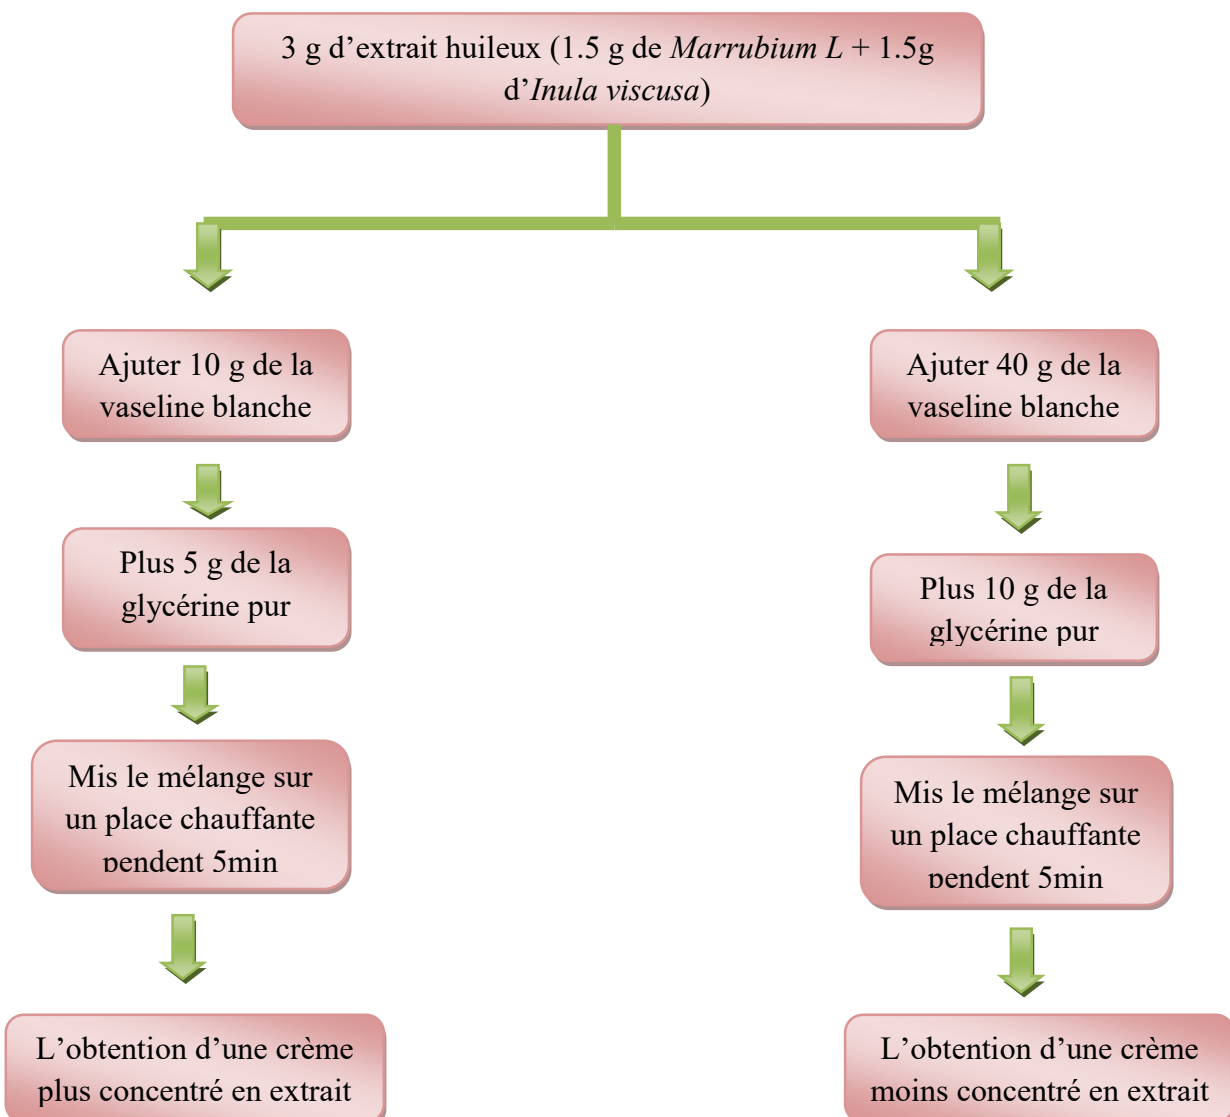 3 g d’extrait huileux (1.5 g de Marrubium L + 1.5g
d’Inula viscusa)
Ajuter 10 g de la
vaseline blanche
Plus 5 g de la
glycérine pur
Mis le mélange sur
un place chauffante
pendent 5min
L’obtention d’une crème
plus concentré en extrait
Ajuter 40 g de la
vaseline blanche
Plus 10 g de la
glycérine pur
Mis le mélange sur
un place chauffante
pendent 5min
L’obtention d’une crème
moins concentré en extrait